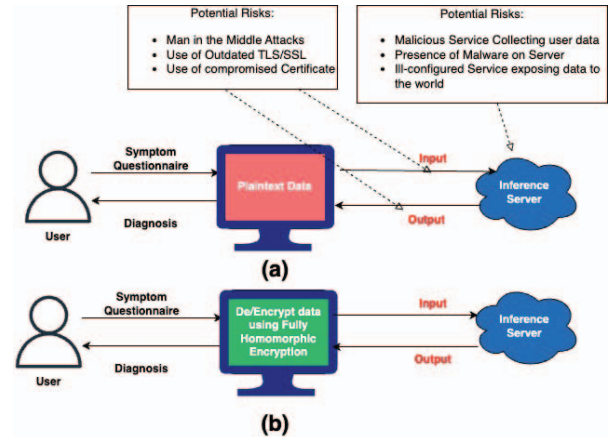 Potential Risks:
• Man in the Middle Attacks
• Use of Outdated TLS/SSL
• Use of compromised Certificate
Potential Risks:
• Malicious Service Collecting user data
• Presence of Malware on Server
• Ill-configured Service exposing data to
the world
Symptom
Questionnaire
Diagnosis
User
Plaintext Data
Input
Output
Inference
Server
(a)
Symptom
Questionnaire
Diagnosis
User
De/Encrypt data
using Fully
Homomorphic
Encryption
Input
Output
Inference
Server
(b)